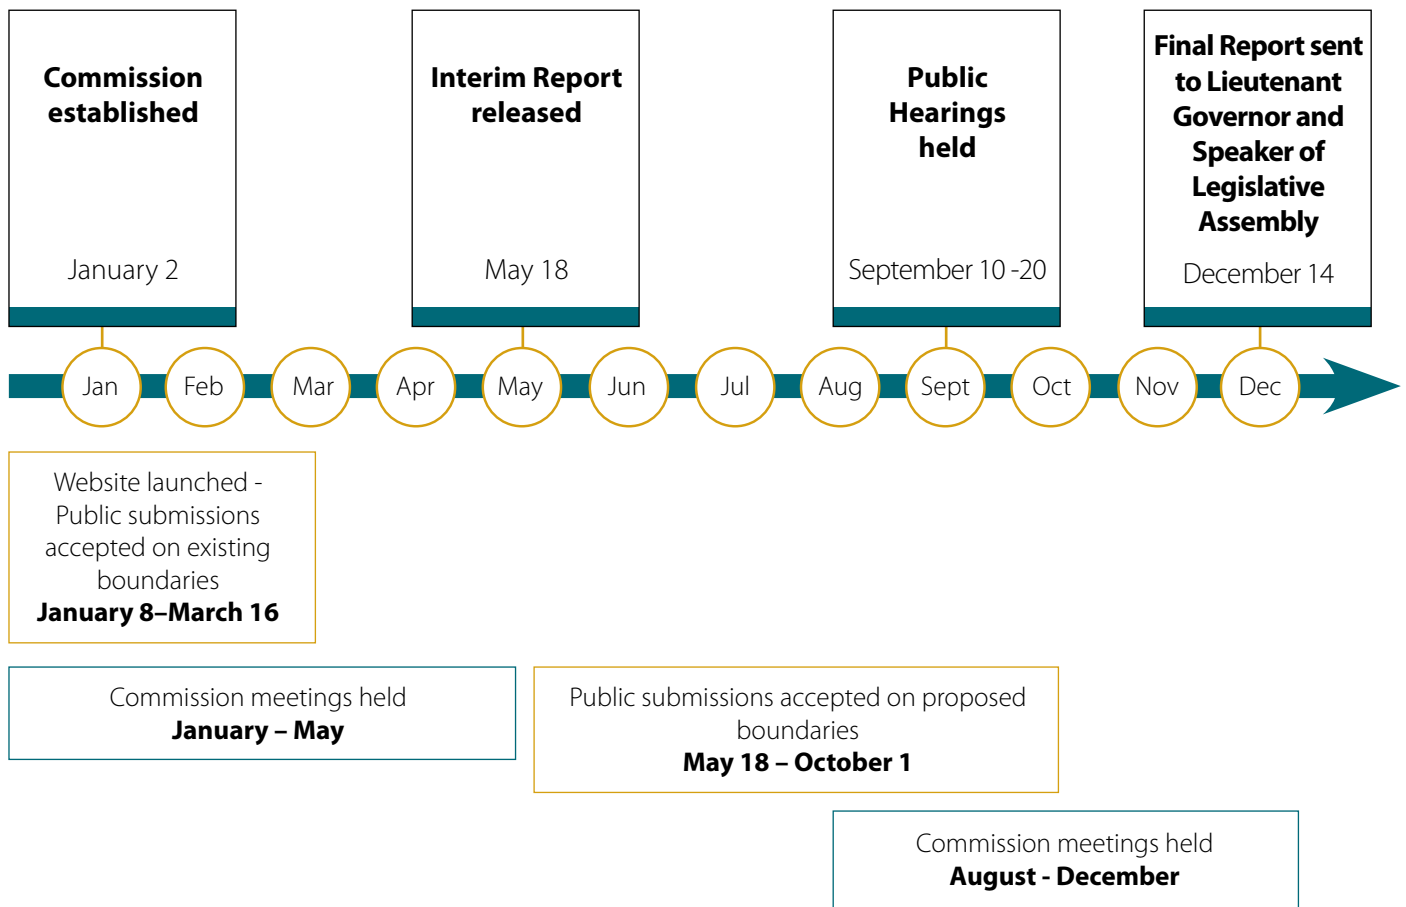 Commission
established
January 2
Interim Report
released
May 18
Public
Hearings
held
September 10 -20
Final Report sent
to Lieutenant
Governor and
Speaker of
Legislative
Assembly
December 14
Jan
Feb
Mar
Apr
May
Jun
Jul
Aug
Sept
Oct
Nov
Dec
Website launched -
Public submissions
accepted on existing
boundaries
January 8–March 16
Commission meetings held
January – May
Public submissions accepted on proposed
boundaries
May 18 – October 1
Commission meetings held
August - December